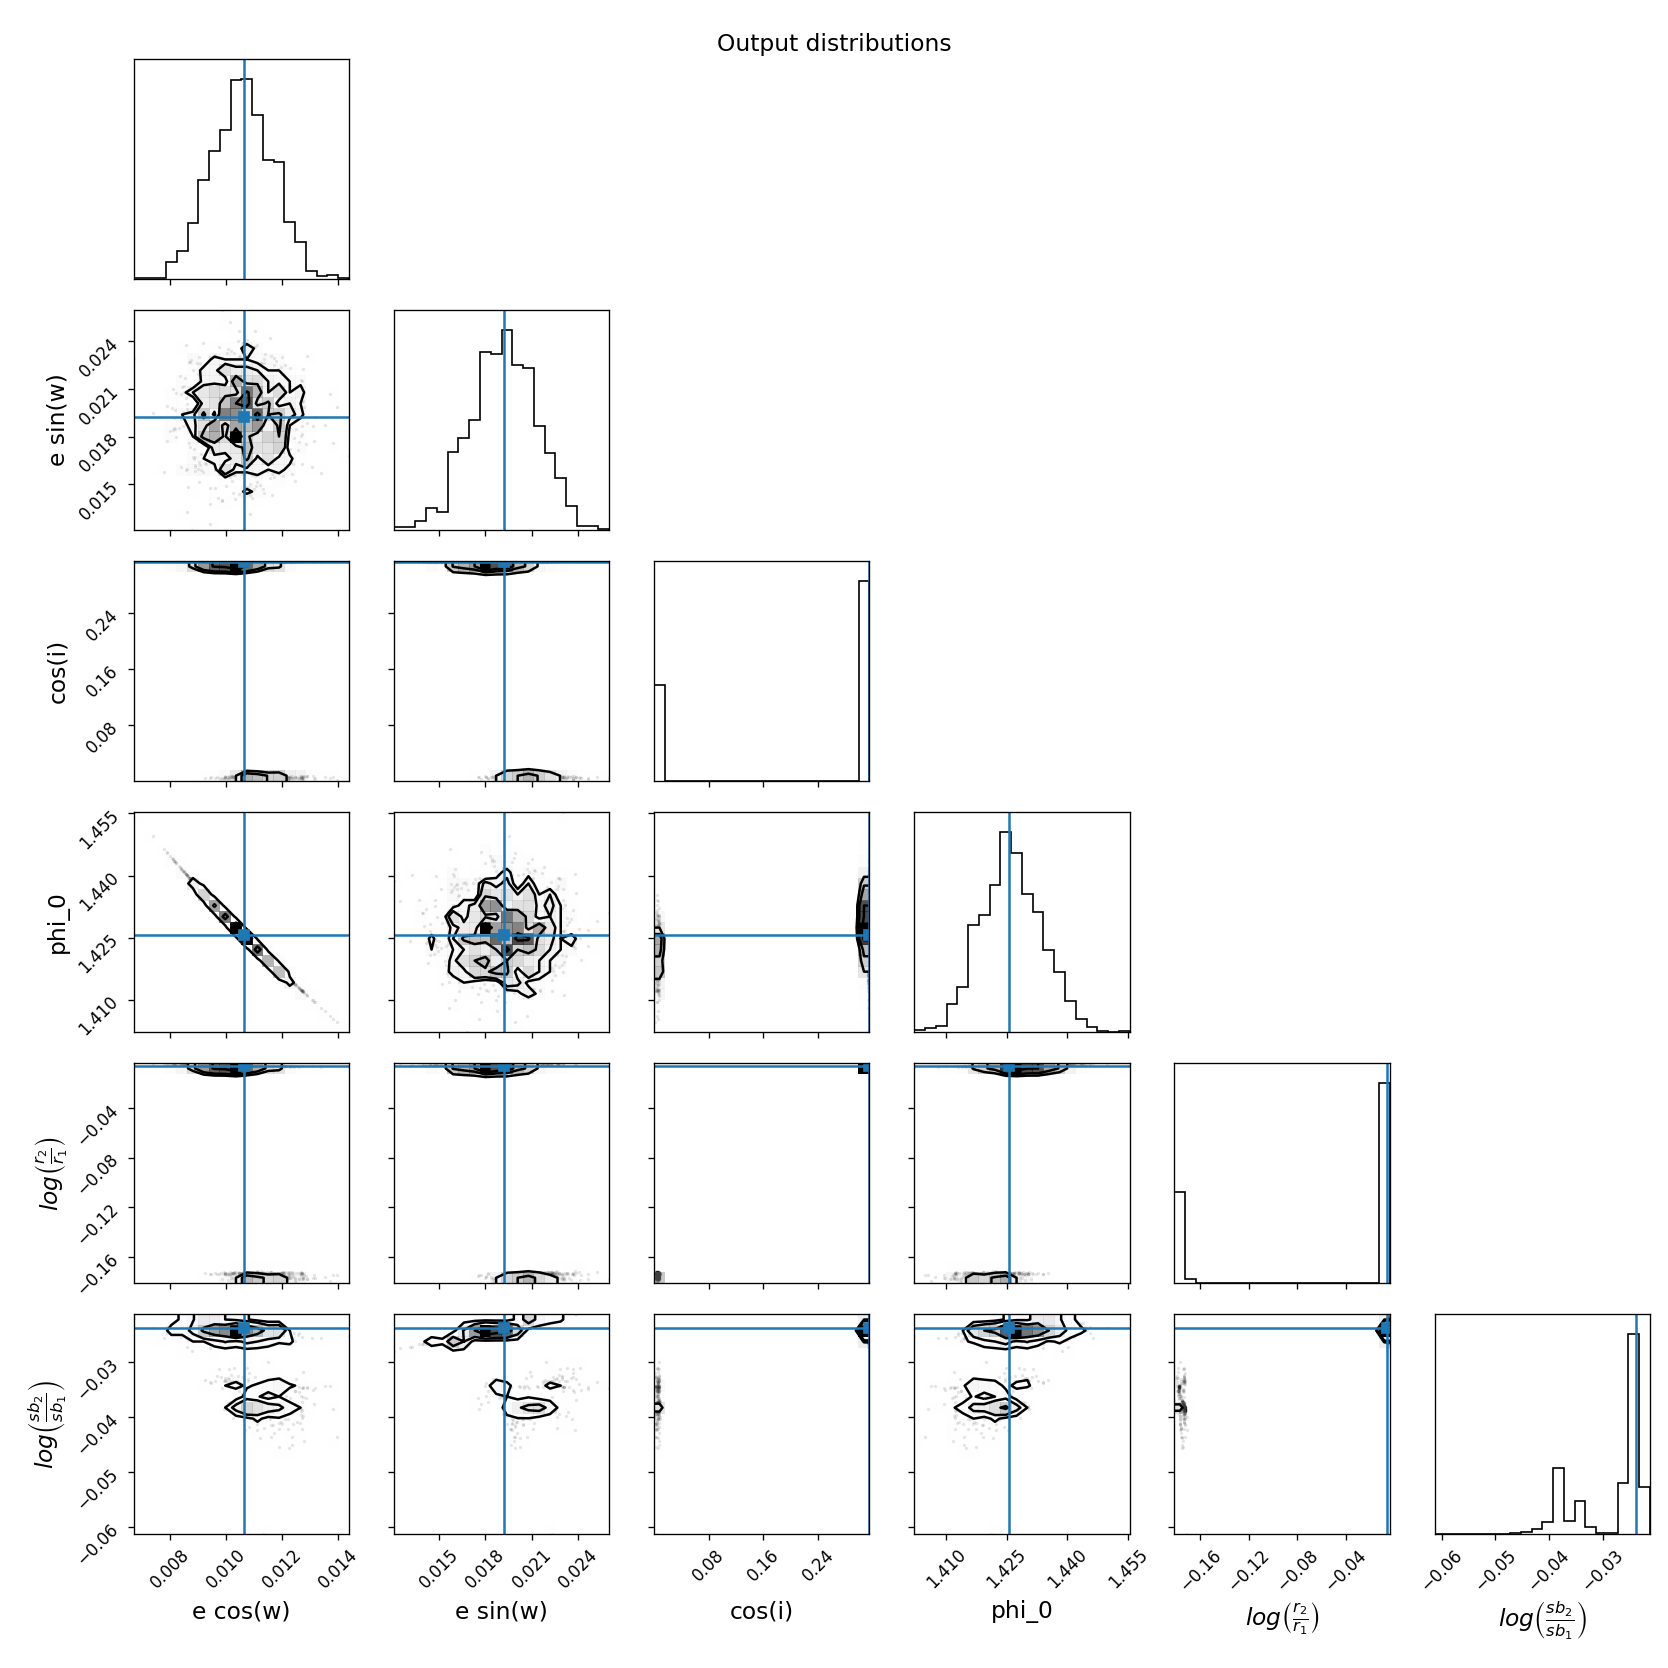 Output distributions
e sin(w)
0.024
0.021
0.018
0.015
cos(i)
0.24
0.16
0.08
phi_0
1.455
1.440
1.425
1.410
log(r₂/r₁)
−0.04
−0.08
−0.12
−0.16
log(sb₂/sb₁)
−0.03
−0.04
−0.05
−0.06
0.008 0.010 0.012 0.014
0.015 0.018 0.021 0.024
0.08 0.16 0.24
1.410 1.425 1.440 1.455
−0.16 −0.12 −0.08 −0.04
−0.06 −0.05 −0.04 −0.03
e cos(w)
e sin(w)
cos(i)
phi_0
log(r₂/r₁)
log(sb₂/sb₁)